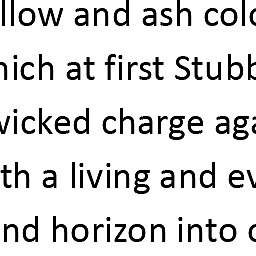 llow and ash colo
hich at first Stubb
wicked charge aga
th a living and ev
nd horizon into